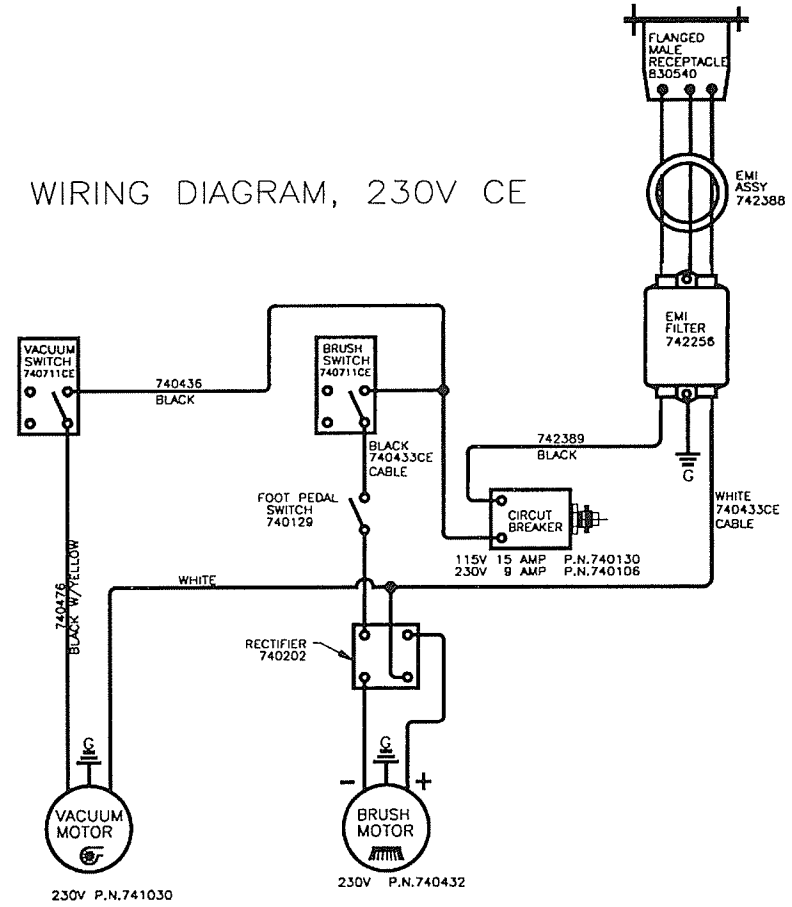 FLANGED
MALE
RECEPTACLE
830540
WIRING DIAGRAM, 230V CE
EMI
ASSY
742388
EMI
FILTER
742256
VACUUM
SWITCH
740711CE
BRUSH
SWITCH
740711CE
740436
BLACK
BLACK
740433CE
CABLE
742389
BLACK
G
FOOT PEDAL
SWITCH
740129
CIRCUT
BREAKER
WHITE
740433CE
CABLE
115V 15 AMP P.N.740130
230V 9 AMP P.N.740106
740476
BLACK W/YELLOW
WHITE
RECTIFIER
740202
G
G
- +
VACUUM
MOTOR
BRUSH
MOTOR
230V P.N.741030
230V P.N.740432